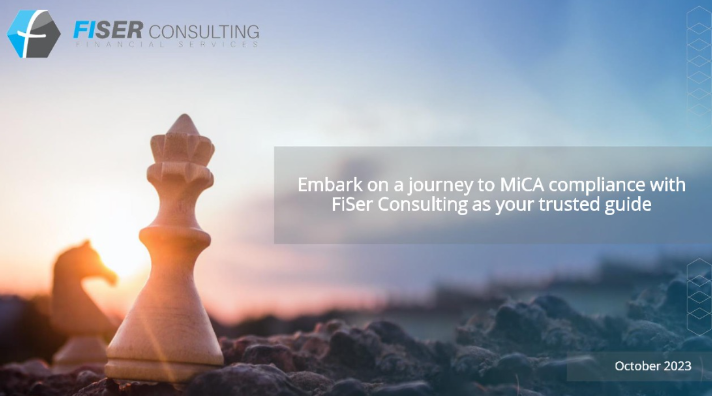 FISER CONSULTING
FINANCIAL SERVICES
Embark on a journey to MiCA compliance with
FiSer Consulting as your trusted guide
October 2023